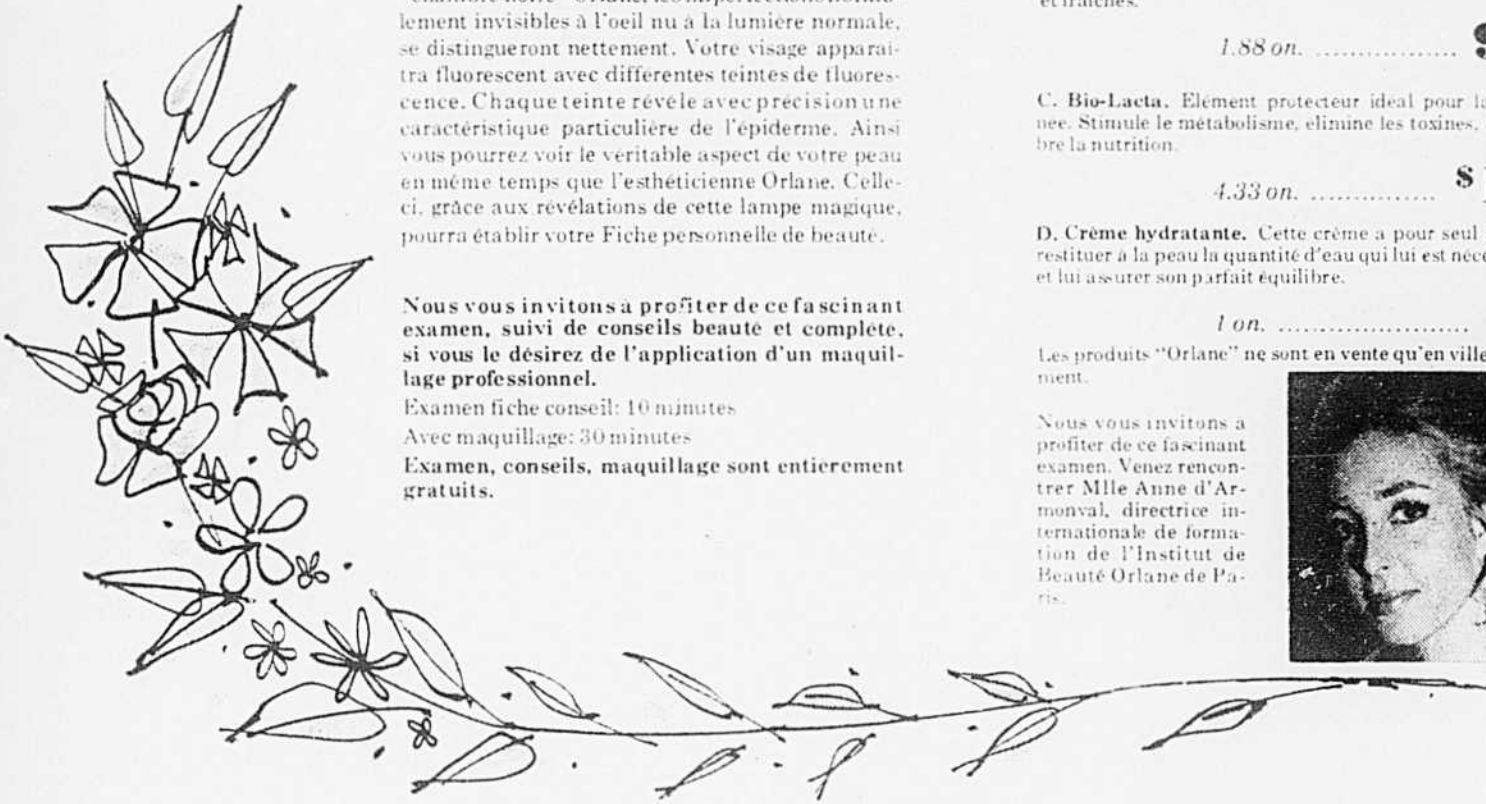 lement invisibles à l'oeil nu à la lumière normale,
se distingueront nettement. Votre visage apparai-
tra fluorescent avec différentes teintes de fluores-
cence. Chaque teinte révèle avec précision une
caractéristique particulière de l'épiderme. Ainsi
vous pourrez voir le véritable aspect de votre peau
en même temps que l'esthéticienne Orlane. Celle-
ci, grâce aux révélations de cette lampe magique,
pourra établir votre Fiche personnelle de beauté.
Nous vous invitons à profiter de ce fascinant
examen, suivi de conseils beauté et complété,
si vous le désirez de l'application d'un maquil-
lage professionnel.
Examen fiche conseil: 10 minutes
Avec maquillage: 30 minutes
Examen, conseils, maquillage sont entièrement
gratuits.
et fraîches.
1.88 on. .................
C. Bio-Lacta. Elément protecteur idéal pour la
née. Stimule le métabolisme, élimine les toxines,
bre la nutrition.
4.33 on. ............... $
D. Crème hydratante. Cette crème a pour seul
restituer à la peau la quantité d'eau qui lui est néce
et lui assurer son parfait équilibre.
1 on. .......................
Les produits "Orlane" ne sont en vente qu'en ville
ment.
Nous vous invitons à
profiter de ce fascinant
examen. Venez rencon-
trer Mlle Anne d'Ar-
monval, directrice in-
ternationale de forma-
tion de l'Institut de
Beauté Orlane de Pa-
ris.